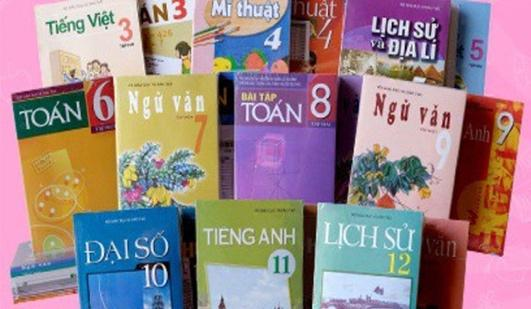 Tiếng Việt
3
ÁN 3
Mĩ thuật
4
thuật
4
LỊCH SỬ
và ĐỊA LÍ
5
TOÁN
6
Ngữ văn
7
BÀI TẬP
TOÁN 8
Ngữ văn
9
Anh 9
Ngữ văn
ĐẠI SỐ
10
TIẾNG ANH
11
LỊCH SỬ
12